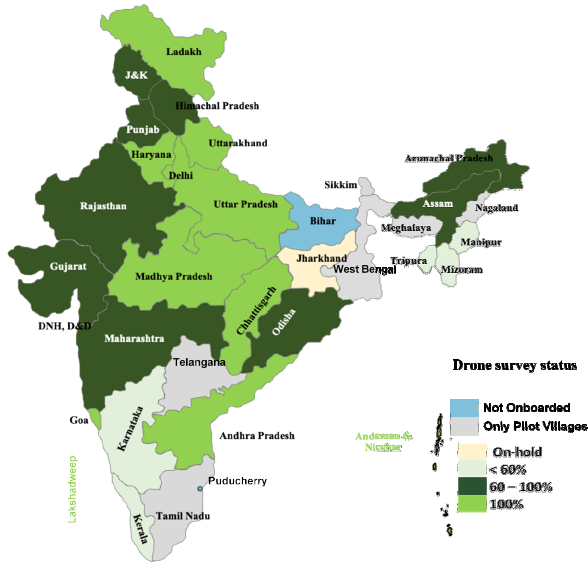 Ladakh
J&K
Himachal Pradesh
Punjab
Uttarakhand
Haryana
Delhi
Arunachal Pradesh
Sikkim
Assam
Nagaland
Rajasthan
Uttar Pradesh
Bihar
Meghalaya
Manipur
Gujarat
Madhya Pradesh
Jharkhand
West Bengal
Tripura
Mizoram
Chhattisgarh
Odisha
DNH, D&D
Maharashtra
Telangana
Drone survey status
Not Onboarded
Only Pilot Villages
On-hold
< 60%
60 – 100%
100%
Goa
Karnataka
Andhra Pradesh
Andaman &
Nicobar
Lakshadweep
Puducherry
Kerala
Tamil Nadu